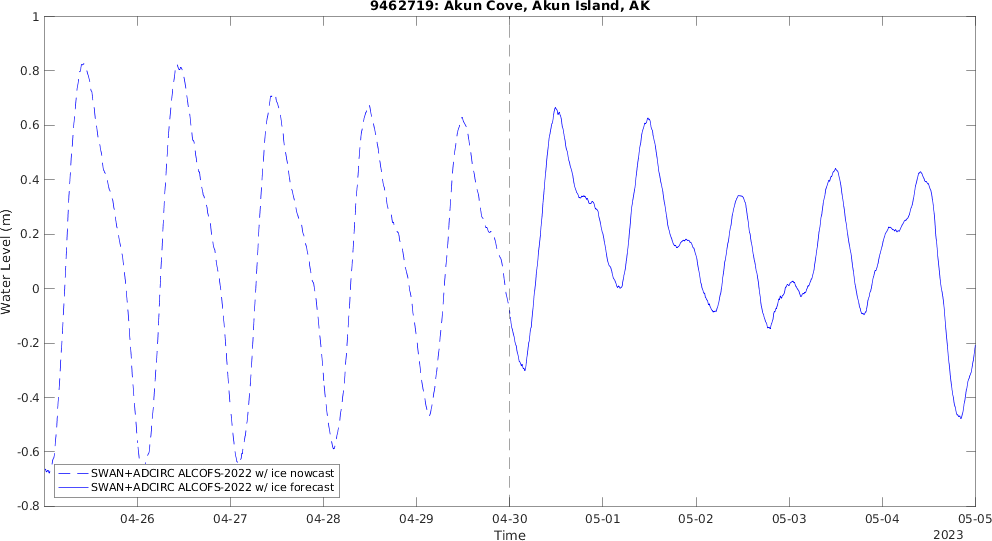 9462719: Akun Cove, Akun Island, AK
Water Level (m)
1
0.8
0.6
0.4
0.2
0
-0.2
-0.4
-0.6
-0.8
SWAN+ADCIRC ALCOFS-2022 w/ ice nowcast
SWAN+ADCIRC ALCOFS-2022 w/ ice forecast
04-26 04-27 04-28 04-29 04-30 05-01 05-02 05-03 05-04 05-05
Time
2023